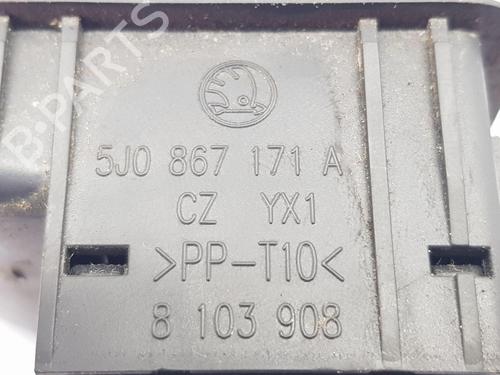 B-PARTS
5J0 867 171 A
CZ YX1
>PP-T10<
8 103 908